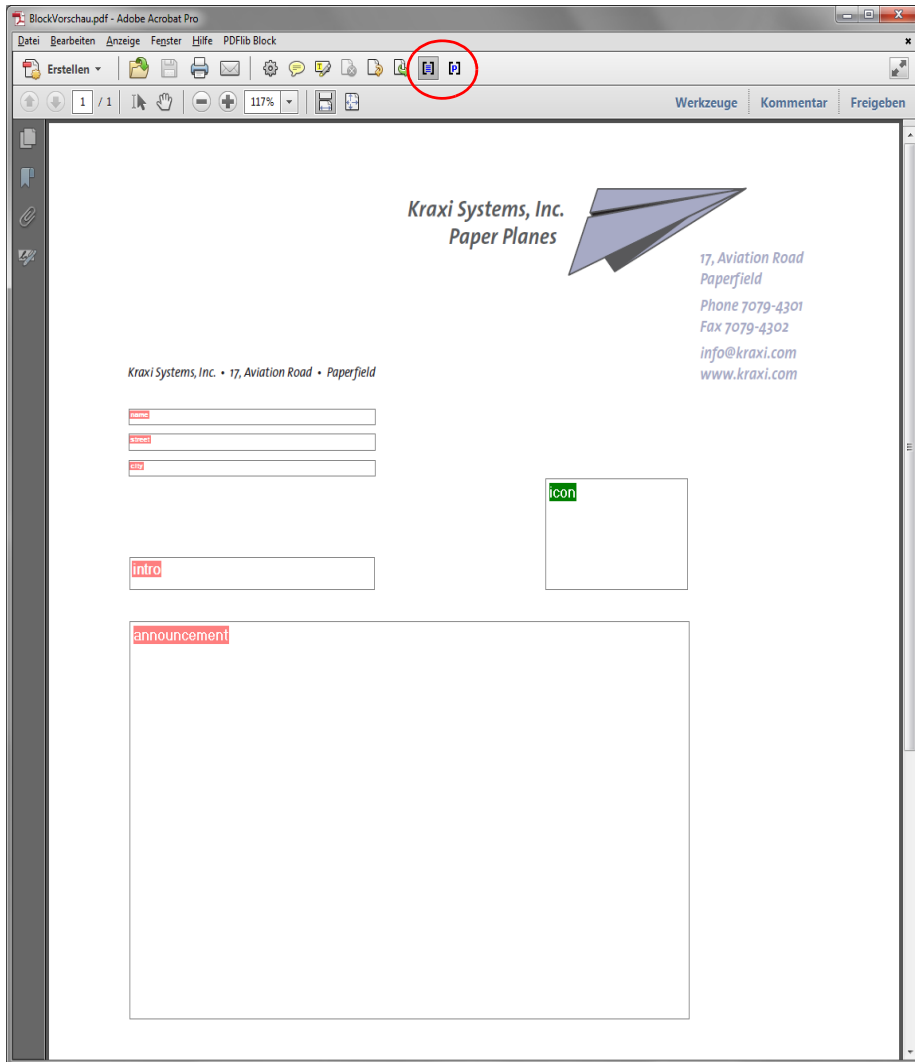 BlockVorschau.pdf - Adobe Acrobat Pro
Datei Bearbeiten Anzeige Fenster Hilfe PDFlib Block x
Erstellen
1 / 1 117% Werkzeuge Kommentar Freigeben
Kraxi Systems, Inc.
Paper Planes
17, Aviation Road
Paperfield
Phone 7079-4301
Fax 7079-4302
info@kraxi.com
www.kraxi.com
Kraxi Systems, Inc. • 17, Aviation Road • Paperfield
name
street
city
icon
intro
announcement